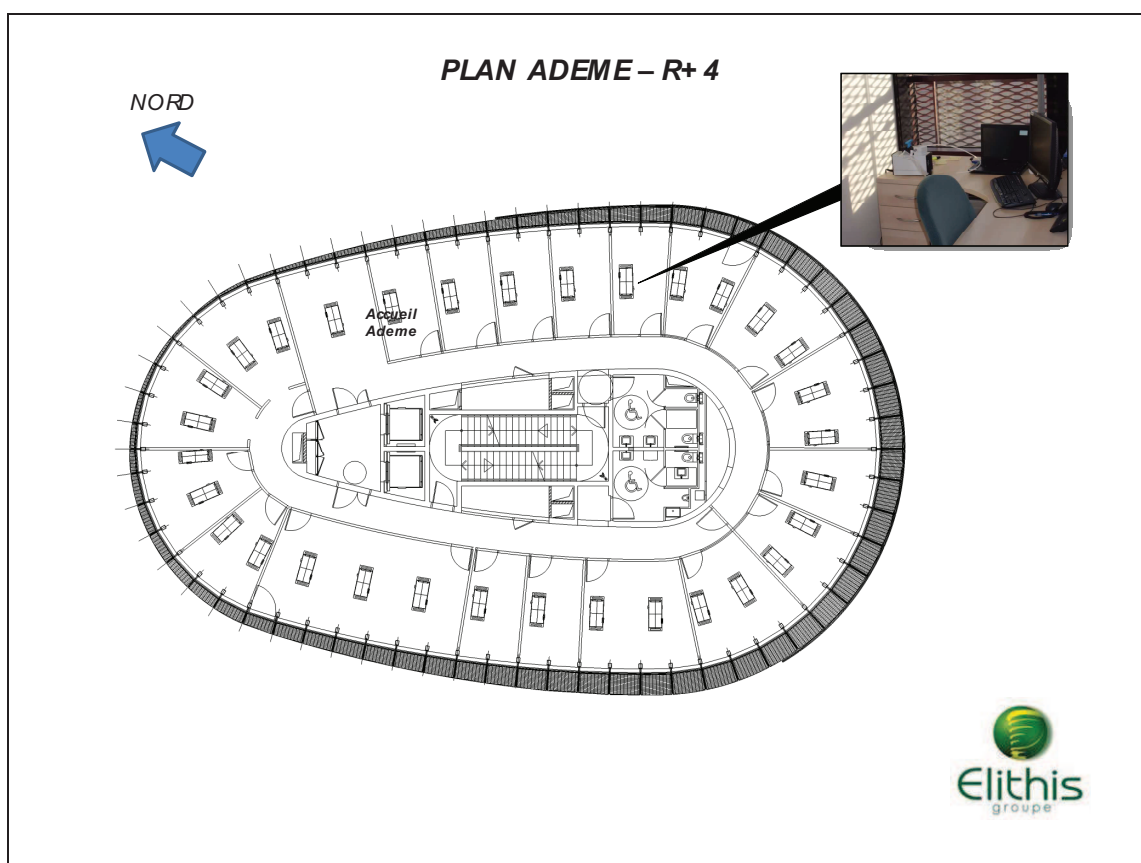 PLAN ADEME – R+ 4
NORD
Accueil
Ademe
Elithis
groupe